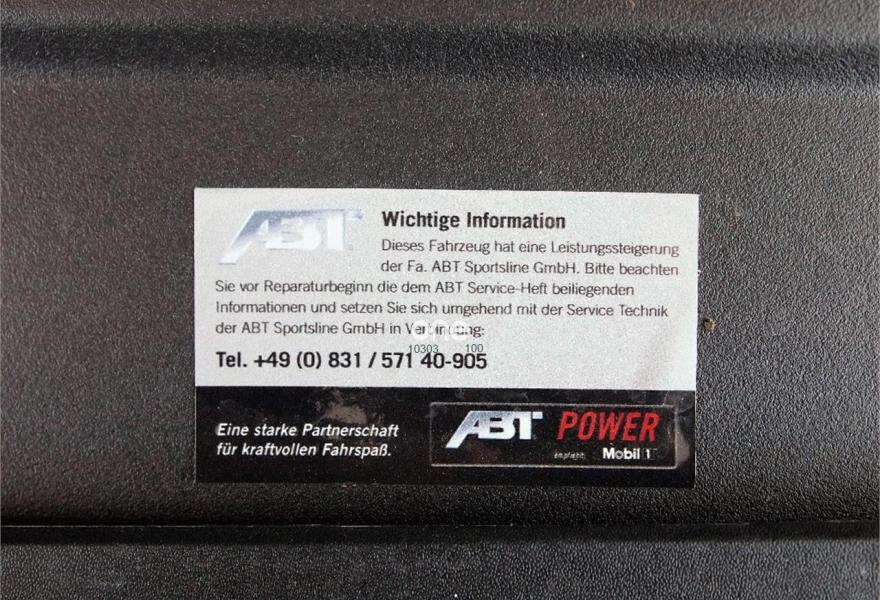 ABT
Wichtige Information
Dieses Fahrzeug hat eine Leistungssteigerung
der Fa. ABT Sportsline GmbH. Bitte beachten
Sie vor Reparaturbeginn die dem ABT Service-Heft beiliegenden
Informationen und setzen Sie sich umgehend mit der Service Technik
der ABT Sportsline GmbH in Verbindung:
10303 100
Tel. +49 (0) 831 / 571 40-905
Eine starke Partnerschaft
für kraftvollen Fahrspaß.
ABT POWER
empfiehlt Mobil 1